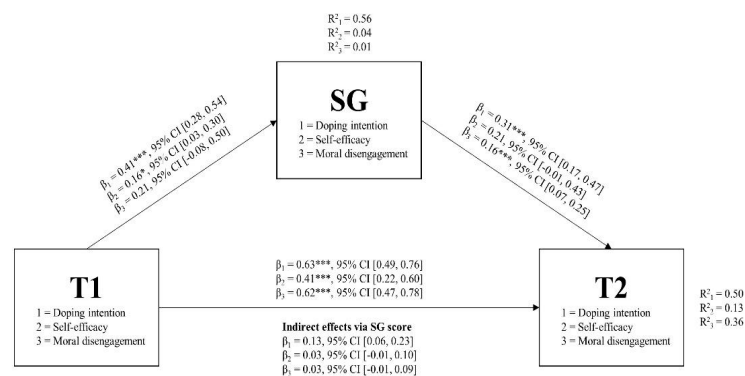 R²₁ = 0.56
R²₂ = 0.04
R²₃ = 0.01
SG
1 = Doping intention
2 = Self-efficacy
3 = Moral disengagement
β₁ = 0.41***, 95% CI [0.28, 0.54]
β₂ = 0.16*, 95% CI [0.03, 0.30]
β₃ = 0.21, 95% CI [-0.08, 0.50]
β₁ = 0.31***, 95% CI [0.17, 0.47]
β₂ = 0.21, 95% CI [-0.01, 0.43]
β₃ = 0.16***, 95% CI [0.07, 0.25]
T1
1 = Doping intention
2 = Self-efficacy
3 = Moral disengagement
β₁ = 0.63***, 95% CI [0.49, 0.76]
β₂ = 0.41***, 95% CI [0.22, 0.60]
β₃ = 0.62***, 95% CI [0.47, 0.78]
Indirect effects via SG score
β₁ = 0.13, 95% CI [0.06, 0.23]
β₂ = 0.03, 95% CI [-0.01, 0.10]
β₃ = 0.03, 95% CI [-0.01, 0.09]
T2
1 = Doping intention
2 = Self-efficacy
3 = Moral disengagement
R²₁ = 0.50
R²₂ = 0.13
R²₃ = 0.36